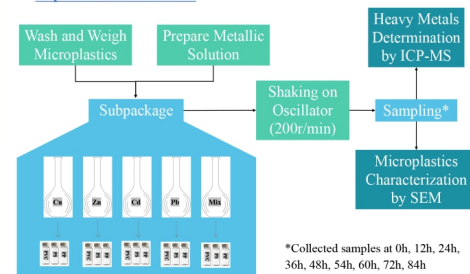 Wash and Weigh
Microplastics
Prepare Metallic
Solution
Heavy Metals
Determination
by ICP-MS
Subpackage
Shaking on
Oscillator
(200r/min)
Sampling*
Microplastics
Characterization
by SEM
Cu
Zn
Cd
Pb
Mix
*Collected samples at 0h, 12h, 24h,
36h, 48h, 54h, 60h, 72h, 84h